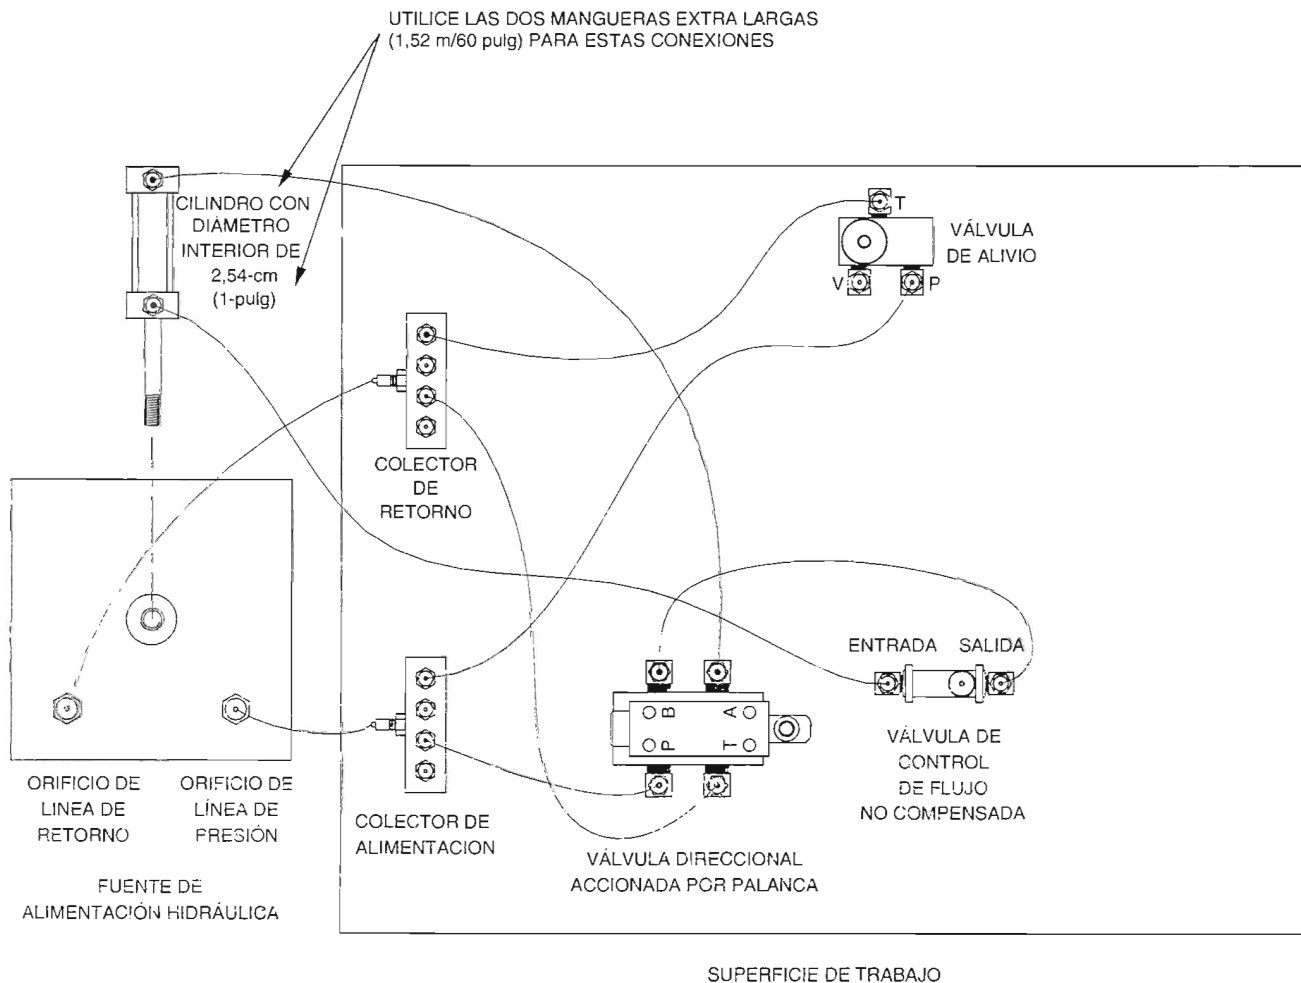 UTILICE LAS DOS MANGUERAS EXTRA LARGAS
(1,52 m/60 pulg) PARA ESTAS CONEXIONES
CILINDRO CON
DIÁMETRO
INTERIOR DE
2,54-cm
(1-pulg)
T
VÁLVULA
DE ALIVIO
V
P
COLECTOR
DE
RETORNO
ENTRADA
SALIDA
B
A
P
T
VÁLVULA DE
CONTROL
DE FLUJO
NO COMPENSADA
ORIFICIO DE
LINEA DE
RETORNO
ORIFICIO DE
LÍNEA DE
PRESIÓN
COLECTOR DE
ALIMENTACION
VÁLVULA DIRECCIONAL
ACCIONADA POR PALANCA
FUENTE DE
ALIMENTACIÓN HIDRÁULICA
SUPERFICIE DE TRABAJO